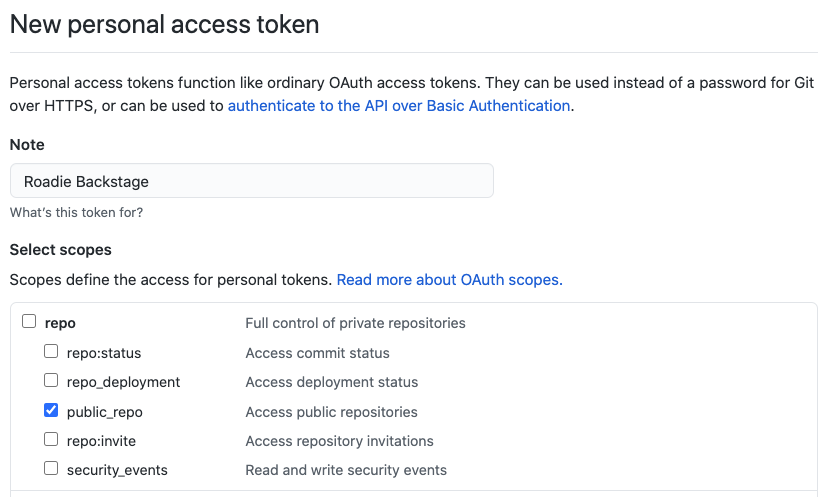 New personal access token
Personal access tokens function like ordinary OAuth access tokens. They can be used instead of a password for Git
over HTTPS, or can be used to authenticate to the API over Basic Authentication.
Note
Roadie Backstage
What's this token for?
Select scopes
Scopes define the access for personal tokens. Read more about OAuth scopes.
repo Full control of private repositories
repo:status Access commit status
repo_deployment Access deployment status
public_repo Access public repositories
repo:invite Access repository invitations
security_events Read and write security events